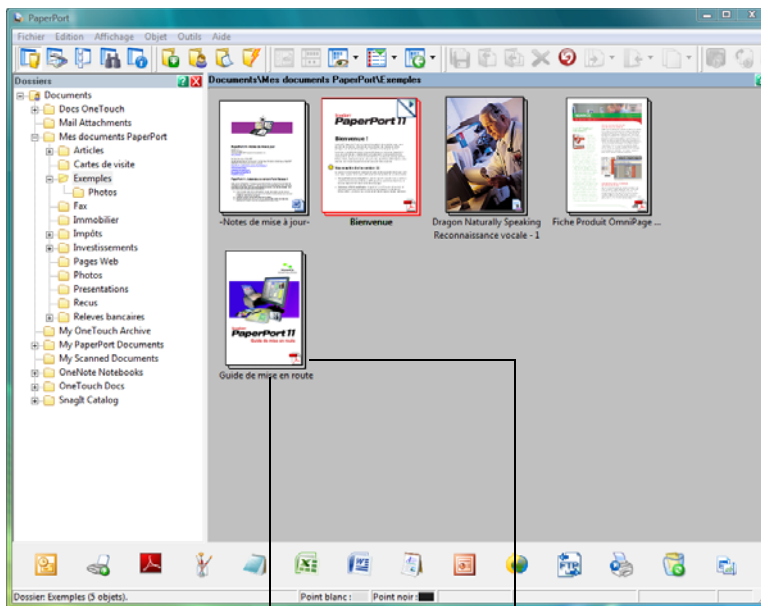 PaperPort
Fichier Edition Affichage Objet Outils Aide
Dossiers
Documents\Mes documents PaperPort\Exemples
Documents
Docs OneTouch
Mail Attachments
Mes documents PaperPort
Articles
Cartes de visite
Exemples
Photos
Fax
Immobilier
Impôts
Investissements
Pages Web
Photos
Presentations
Recus
Releves bancaires
My OneTouch Archive
My PaperPort Documents
My Scanned Documents
OneNote Notebooks
OneTouch Docs
SnagIt Catalog
PaperPort 11
Bienvenue !
-Notes de mise à jour-
Bienvenue
Dragon Naturally Speaking
Reconnaissance vocale - 1
Fiche Produit OmniPage ...
PaperPort 11
Guide de mise en route
Guide de mise en route
FTP
Dossier: Exemples (5 objets).
Point blanc :
Point noir :